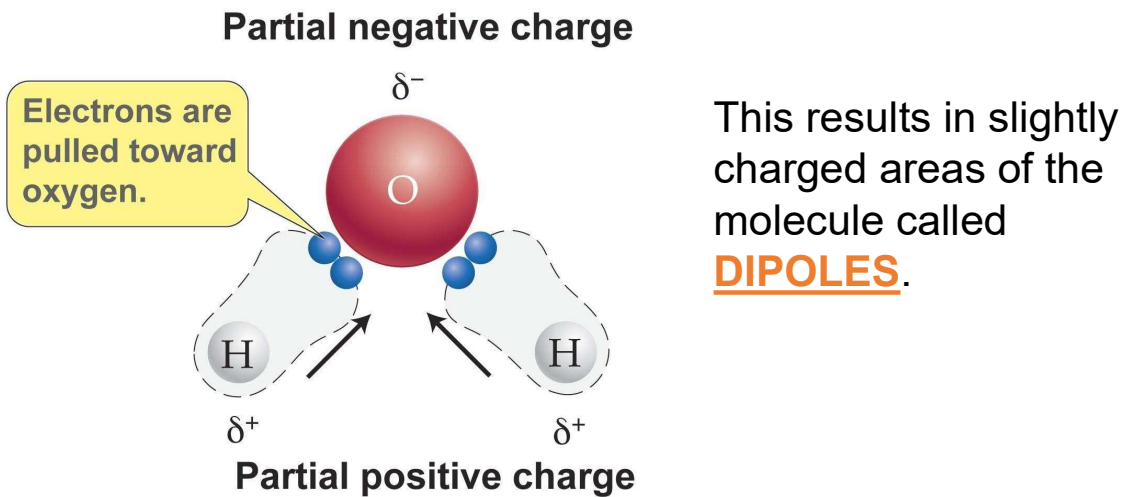 Partial negative charge
δ⁻
Electrons are
pulled toward
oxygen.
O
H
H
δ⁺
δ⁺
Partial positive charge
This results in slightly
charged areas of the
molecule called
DIPOLES.